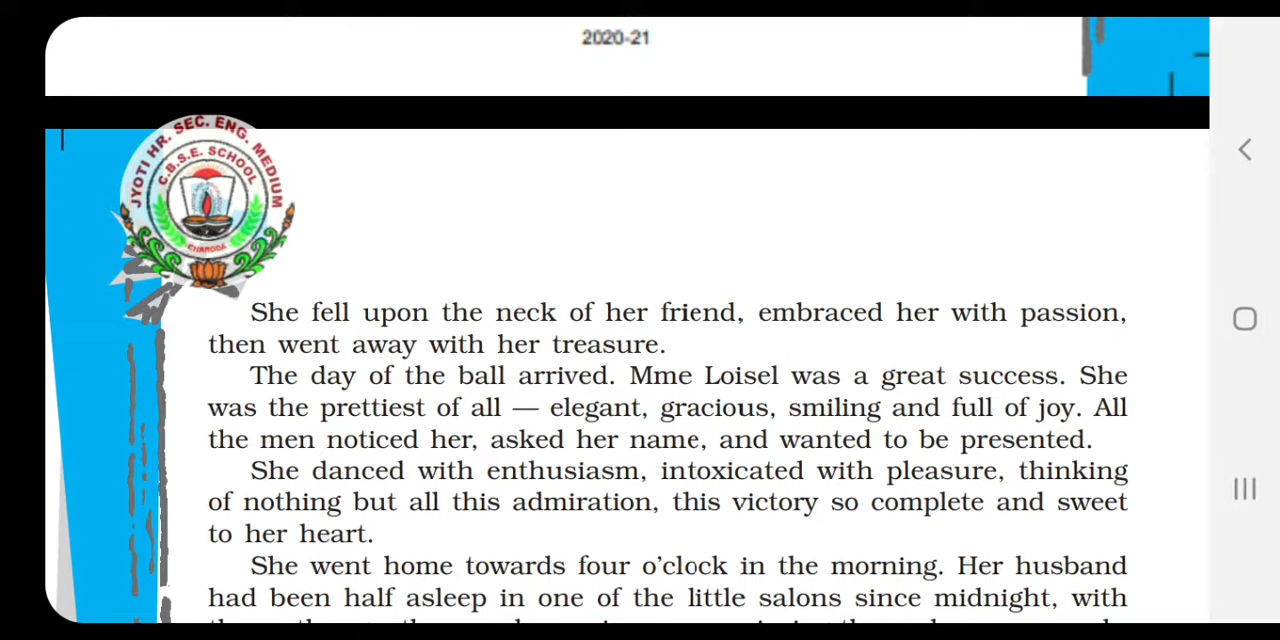 2020-21
JYOTI HR. SEC. ENG. MEDIUM
C.B.S.E. SCHOOL
CHARODA
She fell upon the neck of her friend, embraced her with passion,
then went away with her treasure.
The day of the ball arrived. Mme Loisel was a great success. She
was the prettiest of all — elegant, gracious, smiling and full of joy. All
the men noticed her, asked her name, and wanted to be presented.
She danced with enthusiasm, intoxicated with pleasure, thinking
of nothing but all this admiration, this victory so complete and sweet
to her heart.
She went home towards four o’clock in the morning. Her husband
had been half asleep in one of the little salons since midnight, with